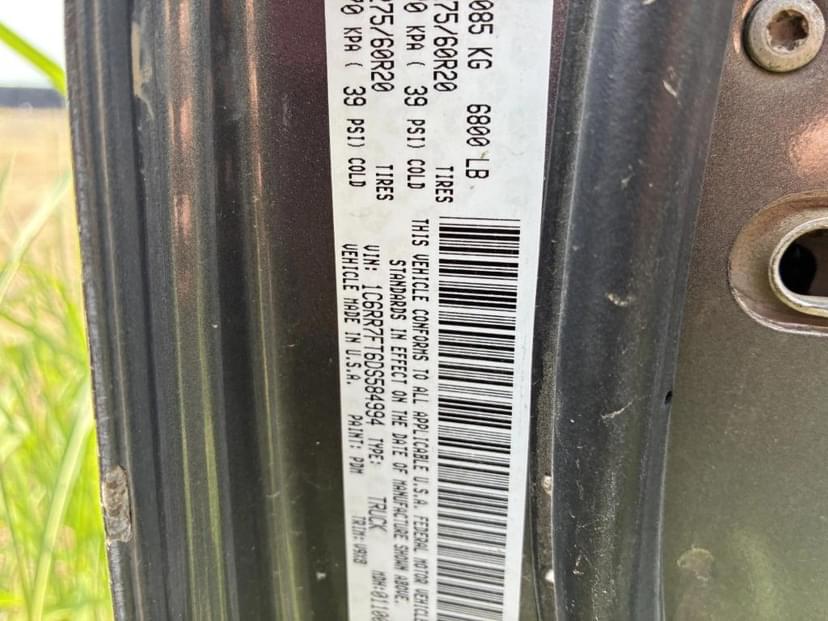 085 KG 6800 LB
75/60R20 TIRES
0 KPA ( 39 PSI) COLD
275/60R20 TIRES
0 KPA ( 39 PSI) COLD
THIS VEHICLE CONFORMS TO ALL APPLICABLE U.S.A. FEDERAL MOTOR VEHICLE
STANDARDS IN EFFECT ON THE DATE OF MANUFACTURE SHOWN ABOVE.
VIN: 1C6RR7FT6DS584994 TYPE: TRUCK
VEHICLE MADE IN U.S.A. PAINT: PDM